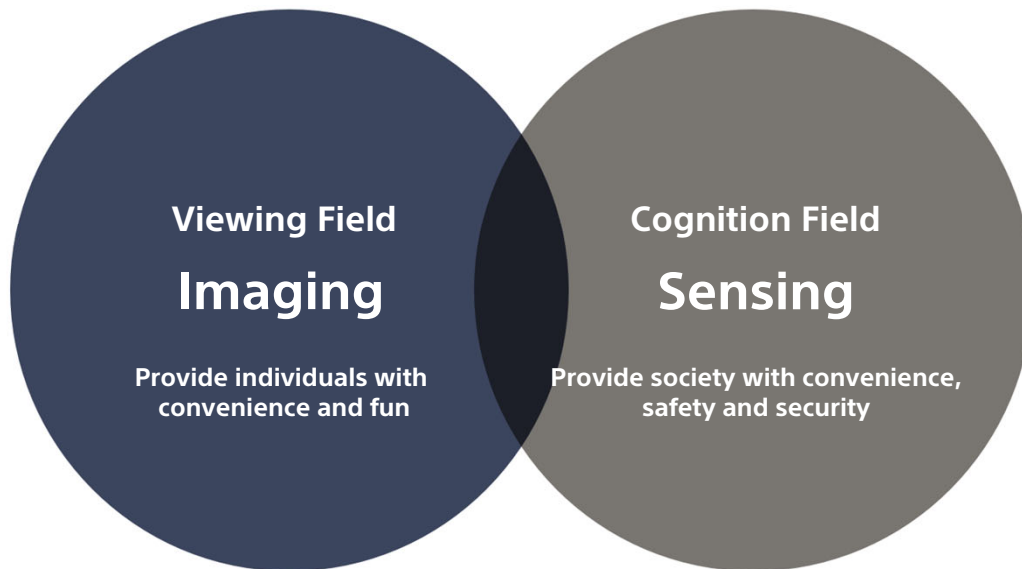 Viewing Field
Imaging
Provide individuals with
convenience and fun
Cognition Field
Sensing
Provide society with convenience,
safety and security